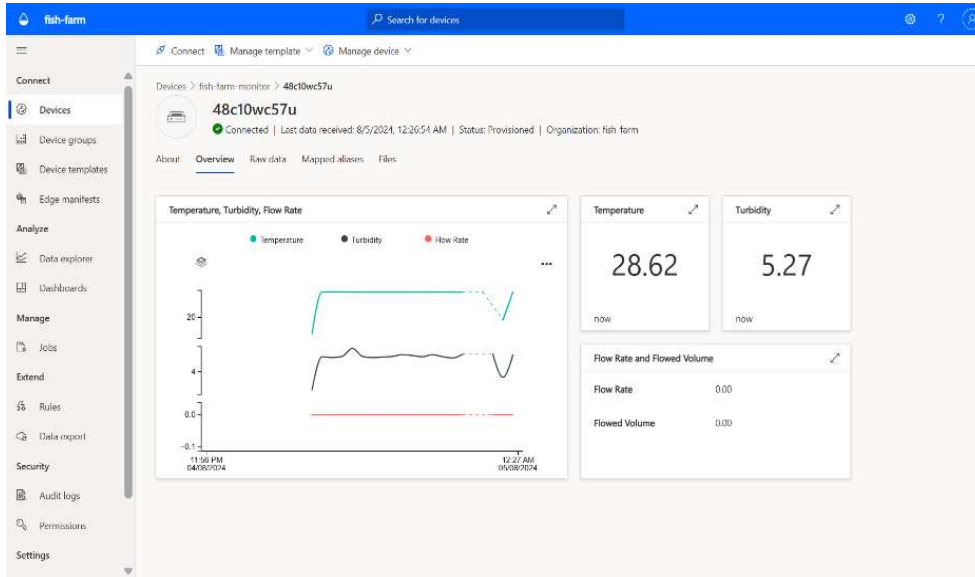 fish-farm
Search for devices
?
Connect
Manage template
Manage device
Connect
Devices
Device groups
Device templates
Edge manifests
Analyze
Data explorer
Dashboards
Manage
Jobs
Extend
Rules
Data export
Security
Audit logs
Permissions
Settings
Devices > fish-farm-monitor > 48c10wc57u
48c10wc57u
Connected | Last data received: 8/5/2024, 12:26:54 AM | Status: Provisioned | Organization: fish farm
About Overview Raw data Mapped aliases Files
Temperature, Turbidity, Flow Rate
Temperature Turbidity Flow Rate
20
4
0.0
-0.1
11:56 PM
04/08/2024
12:27 AM
05/08/2024
Temperature
28.62
now
Turbidity
5.27
now
Flow Rate and Flowed Volume
Flow Rate 0.00
Flowed Volume 0.00